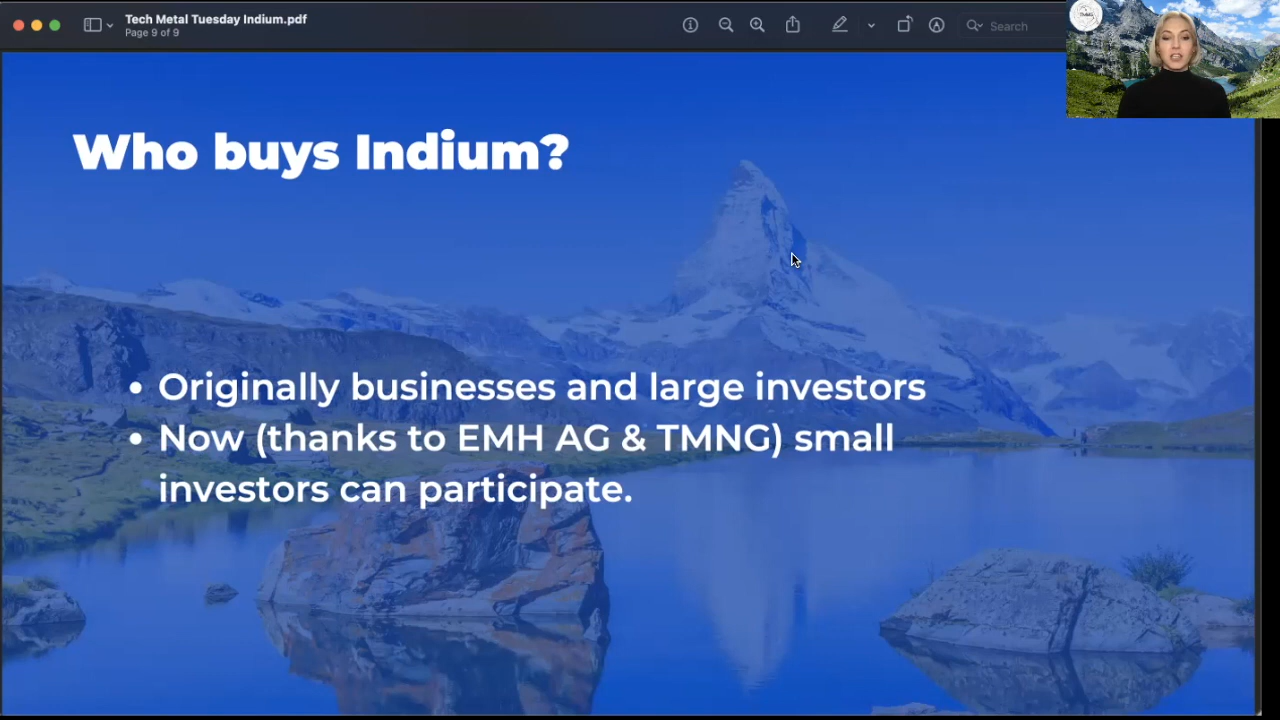 Tech Metal Tuesday Indium.pdf
Page 9 of 9
Search
TMNG
Who buys Indium?
• Originally businesses and large investors
• Now (thanks to EMH AG & TMNG) small
investors can participate.